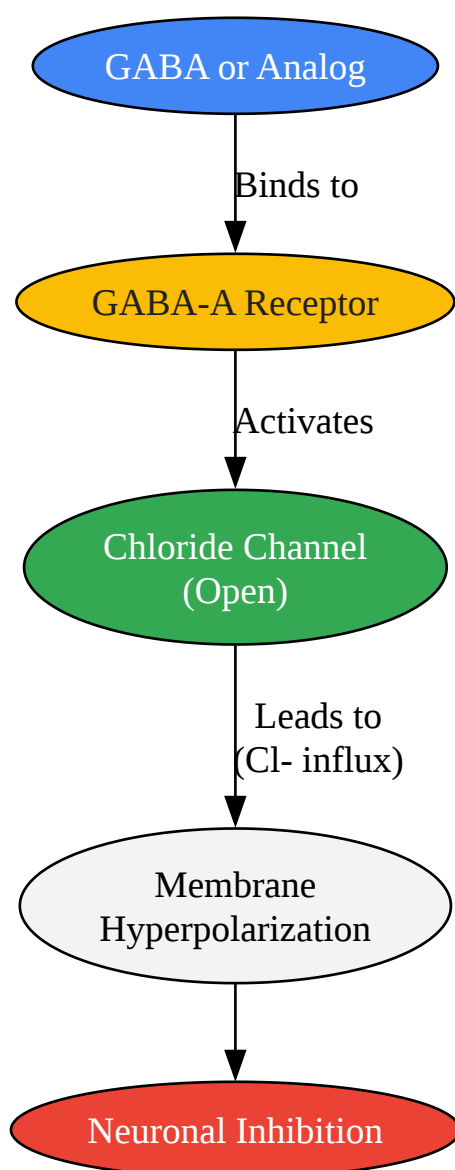 GABA or Analog
Binds to
GABA-A Receptor
Activates
Chloride Channel
(Open)
Leads to
(Cl- influx)
Membrane
Hyperpolarization
Neuronal Inhibition